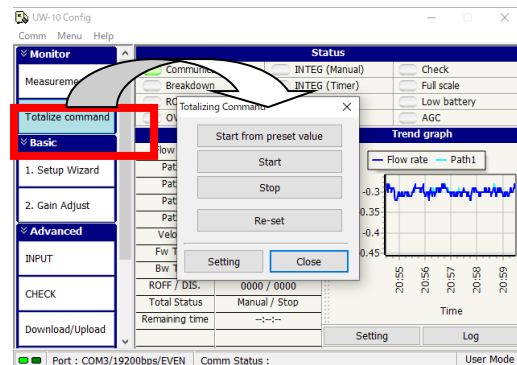 UW-10 Config
Comm Menu Help
Monitor
Measureme
Totalize command
Basic
1. Setup Wizard
2. Gain Adjust
Advanced
INPUT
CHECK
Download/Upload
Status
Communi
INTEG (Manual)
Check
Breakdown
INTEG (Timer)
Full scale
RO
Low battery
OV
AGC
Totalizing Command
Start from preset value
Start
Stop
Re-set
Setting
Close
Flow
Pat
Pat
Pat
Pat
Velo
Fw T
Bw T
ROFF / DIS.
0000 / 0000
Total Status
Manual / Stop
Remaining time
--:--:--
Trend graph
Flow rate
Path1
-0.3
0.35
-0.4
0.45
20:55
20:56
20:57
20:58
20:59
Time
Setting
Log
Port : COM3/19200bps/EVEN
Comm Status :
User Mode